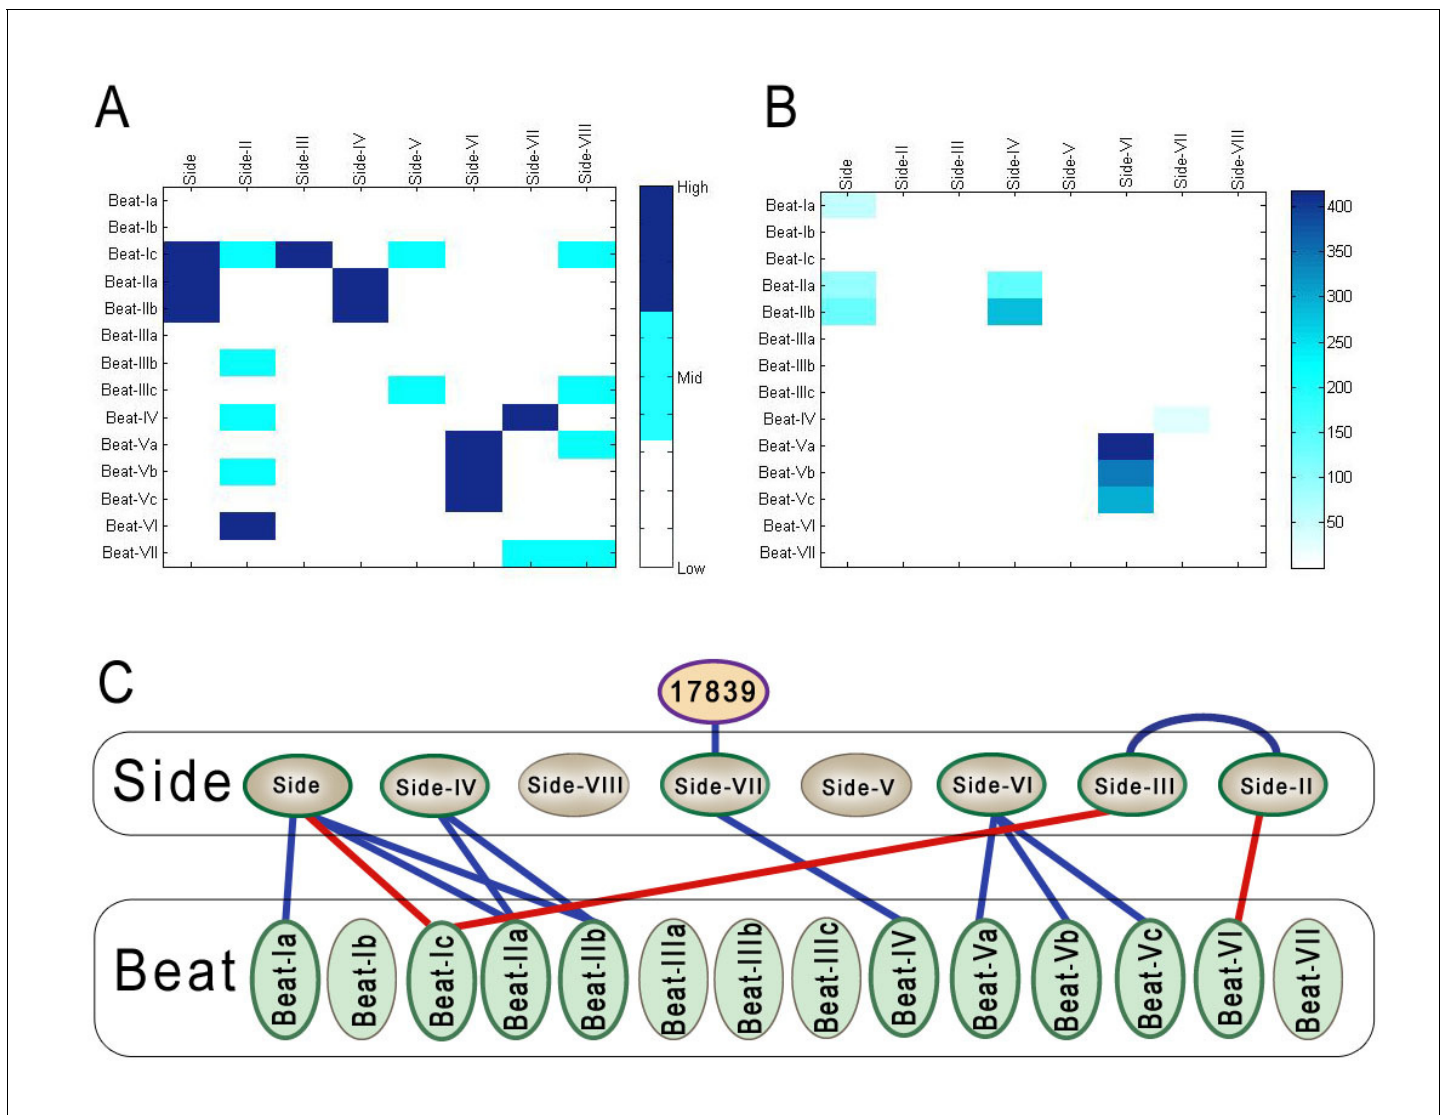 A
Side
Side-II
Side-III
Side-IV
Side-V
Side-VI
Side-VII
Side-VIII
Beat-Ia
Beat-Ib
Beat-Ic
Beat-IIa
Beat-IIb
Beat-IIIa
Beat-IIIb
Beat-IIIc
Beat-IV
Beat-Va
Beat-Vb
Beat-Vc
Beat-VI
Beat-VII
High
Mid
Low
B
Side
Side-II
Side-III
Side-IV
Side-V
Side-VI
Side-VII
Side-VIII
Beat-Ia
Beat-Ib
Beat-Ic
Beat-IIa
Beat-IIb
Beat-IIIa
Beat-IIIb
Beat-IIIc
Beat-IV
Beat-Va
Beat-Vb
Beat-Vc
Beat-VI
Beat-VII
400
350
300
250
200
150
100
50
C
17839
Side
Side
Side-IV
Side-VIII
Side-VII
Side-V
Side-VI
Side-III
Side-II
Beat
Beat-Ia
Beat-Ib
Beat-Ic
Beat-IIa
Beat-IIb
Beat-IIIa
Beat-IIIb
Beat-IIIc
Beat-IV
Beat-Va
Beat-Vb
Beat-Vc
Beat-VI
Beat-VII